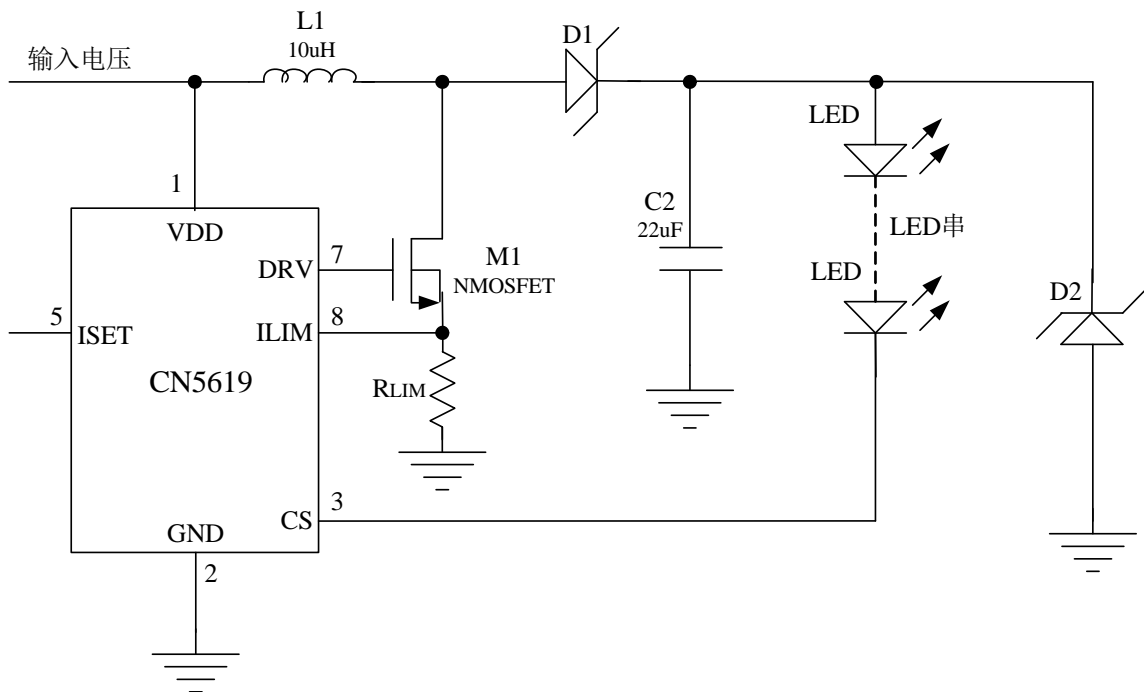 L1
10uH
D1
输入电压
LED
1
C2
22uF
LED串
VDD
DRV
7
M1
NMOSFET
LED
D2
5
ISET
ILIM
8
CN5619
RLIM
3
CS
GND
2